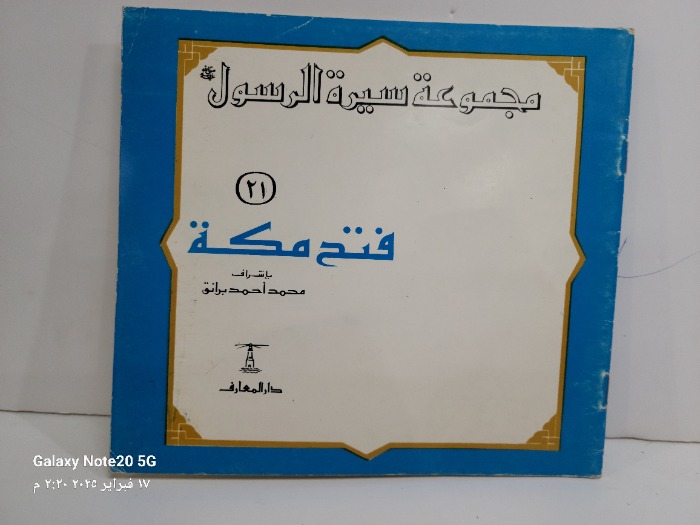 مجموعة سيرة الرسول ﷺ
٢١
فتح مكة
بإشراف
محمد أحمد برانق
دار المعارف
Galaxy Note20 5G
١٧ فبراير ٢٠٢٥ ٢:٢٠ م